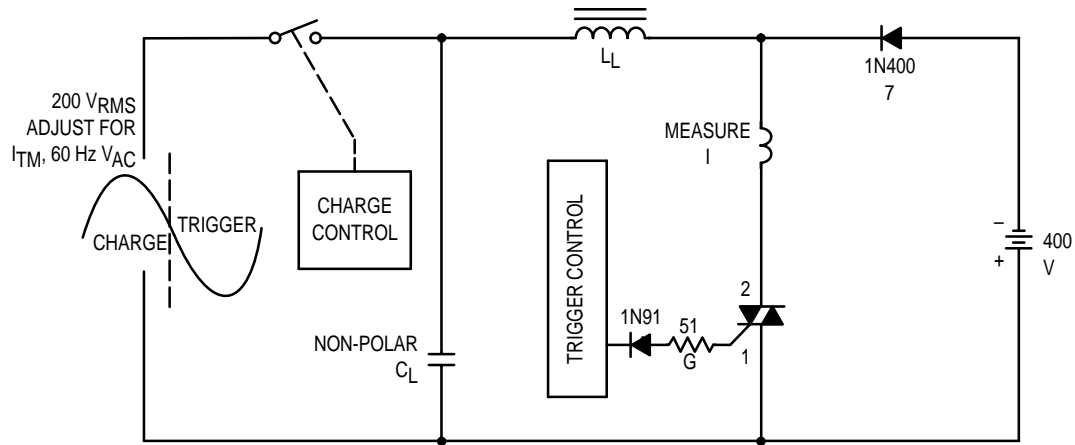 200 VRMS
ADJUST FOR
ITM, 60 Hz VAC
CHARGE
TRIGGER
CHARGE
CONTROL
NON-POLAR
CL
LL
MEASURE
I
TRIGGER CONTROL
1N91
51
G
2
1
1N400
7
–
+
400
V